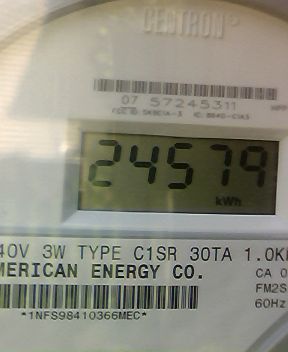 CENTRON®
07 57245311
24579
kWh
40V 3W TYPE C1SR 30TA 1.0K
MERICAN ENERGY CO.
CA 0
FM2S
60Hz
*1NFS98410366MEC*